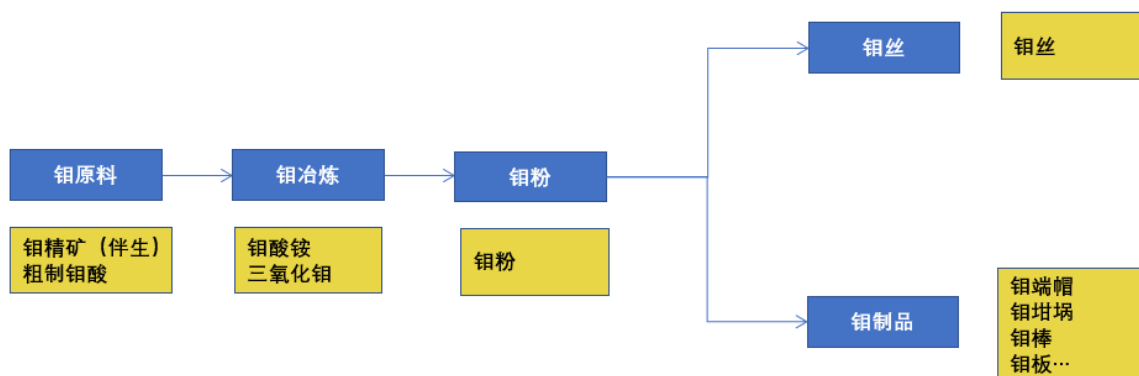 钼丝
钼丝
钼原料
钼冶炼
钼粉
钼精矿（伴生）
粗制钼酸
钼酸铵
三氧化钼
钼粉
钼制品
钼端帽
钼坩埚
钼棒
钼板…